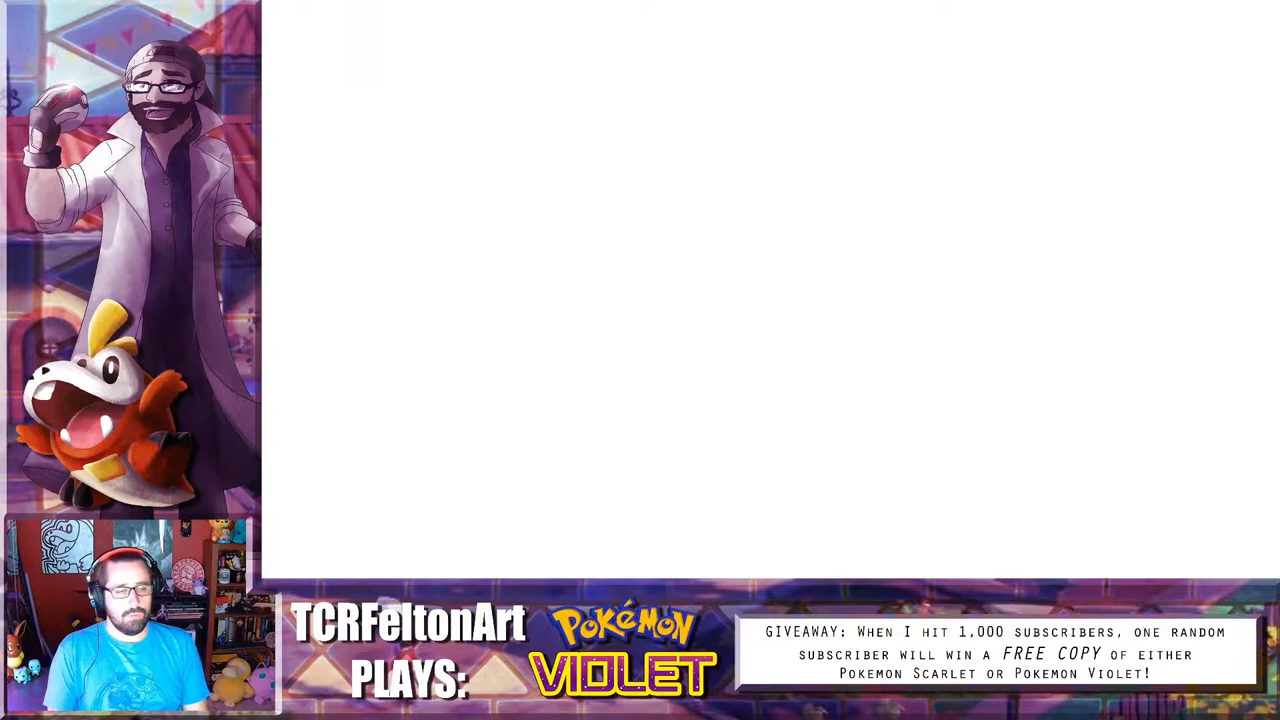 TCRFeltonArt
PLAYS:
POKéMON
VIOLET
GIVEAWAY: WHEN I HIT 1,000 SUBSCRIBERS, ONE RANDOM
SUBSCRIBER WILL WIN A FREE COPY OF EITHER
POKEMON SCARLET OR POKEMON VIOLET!